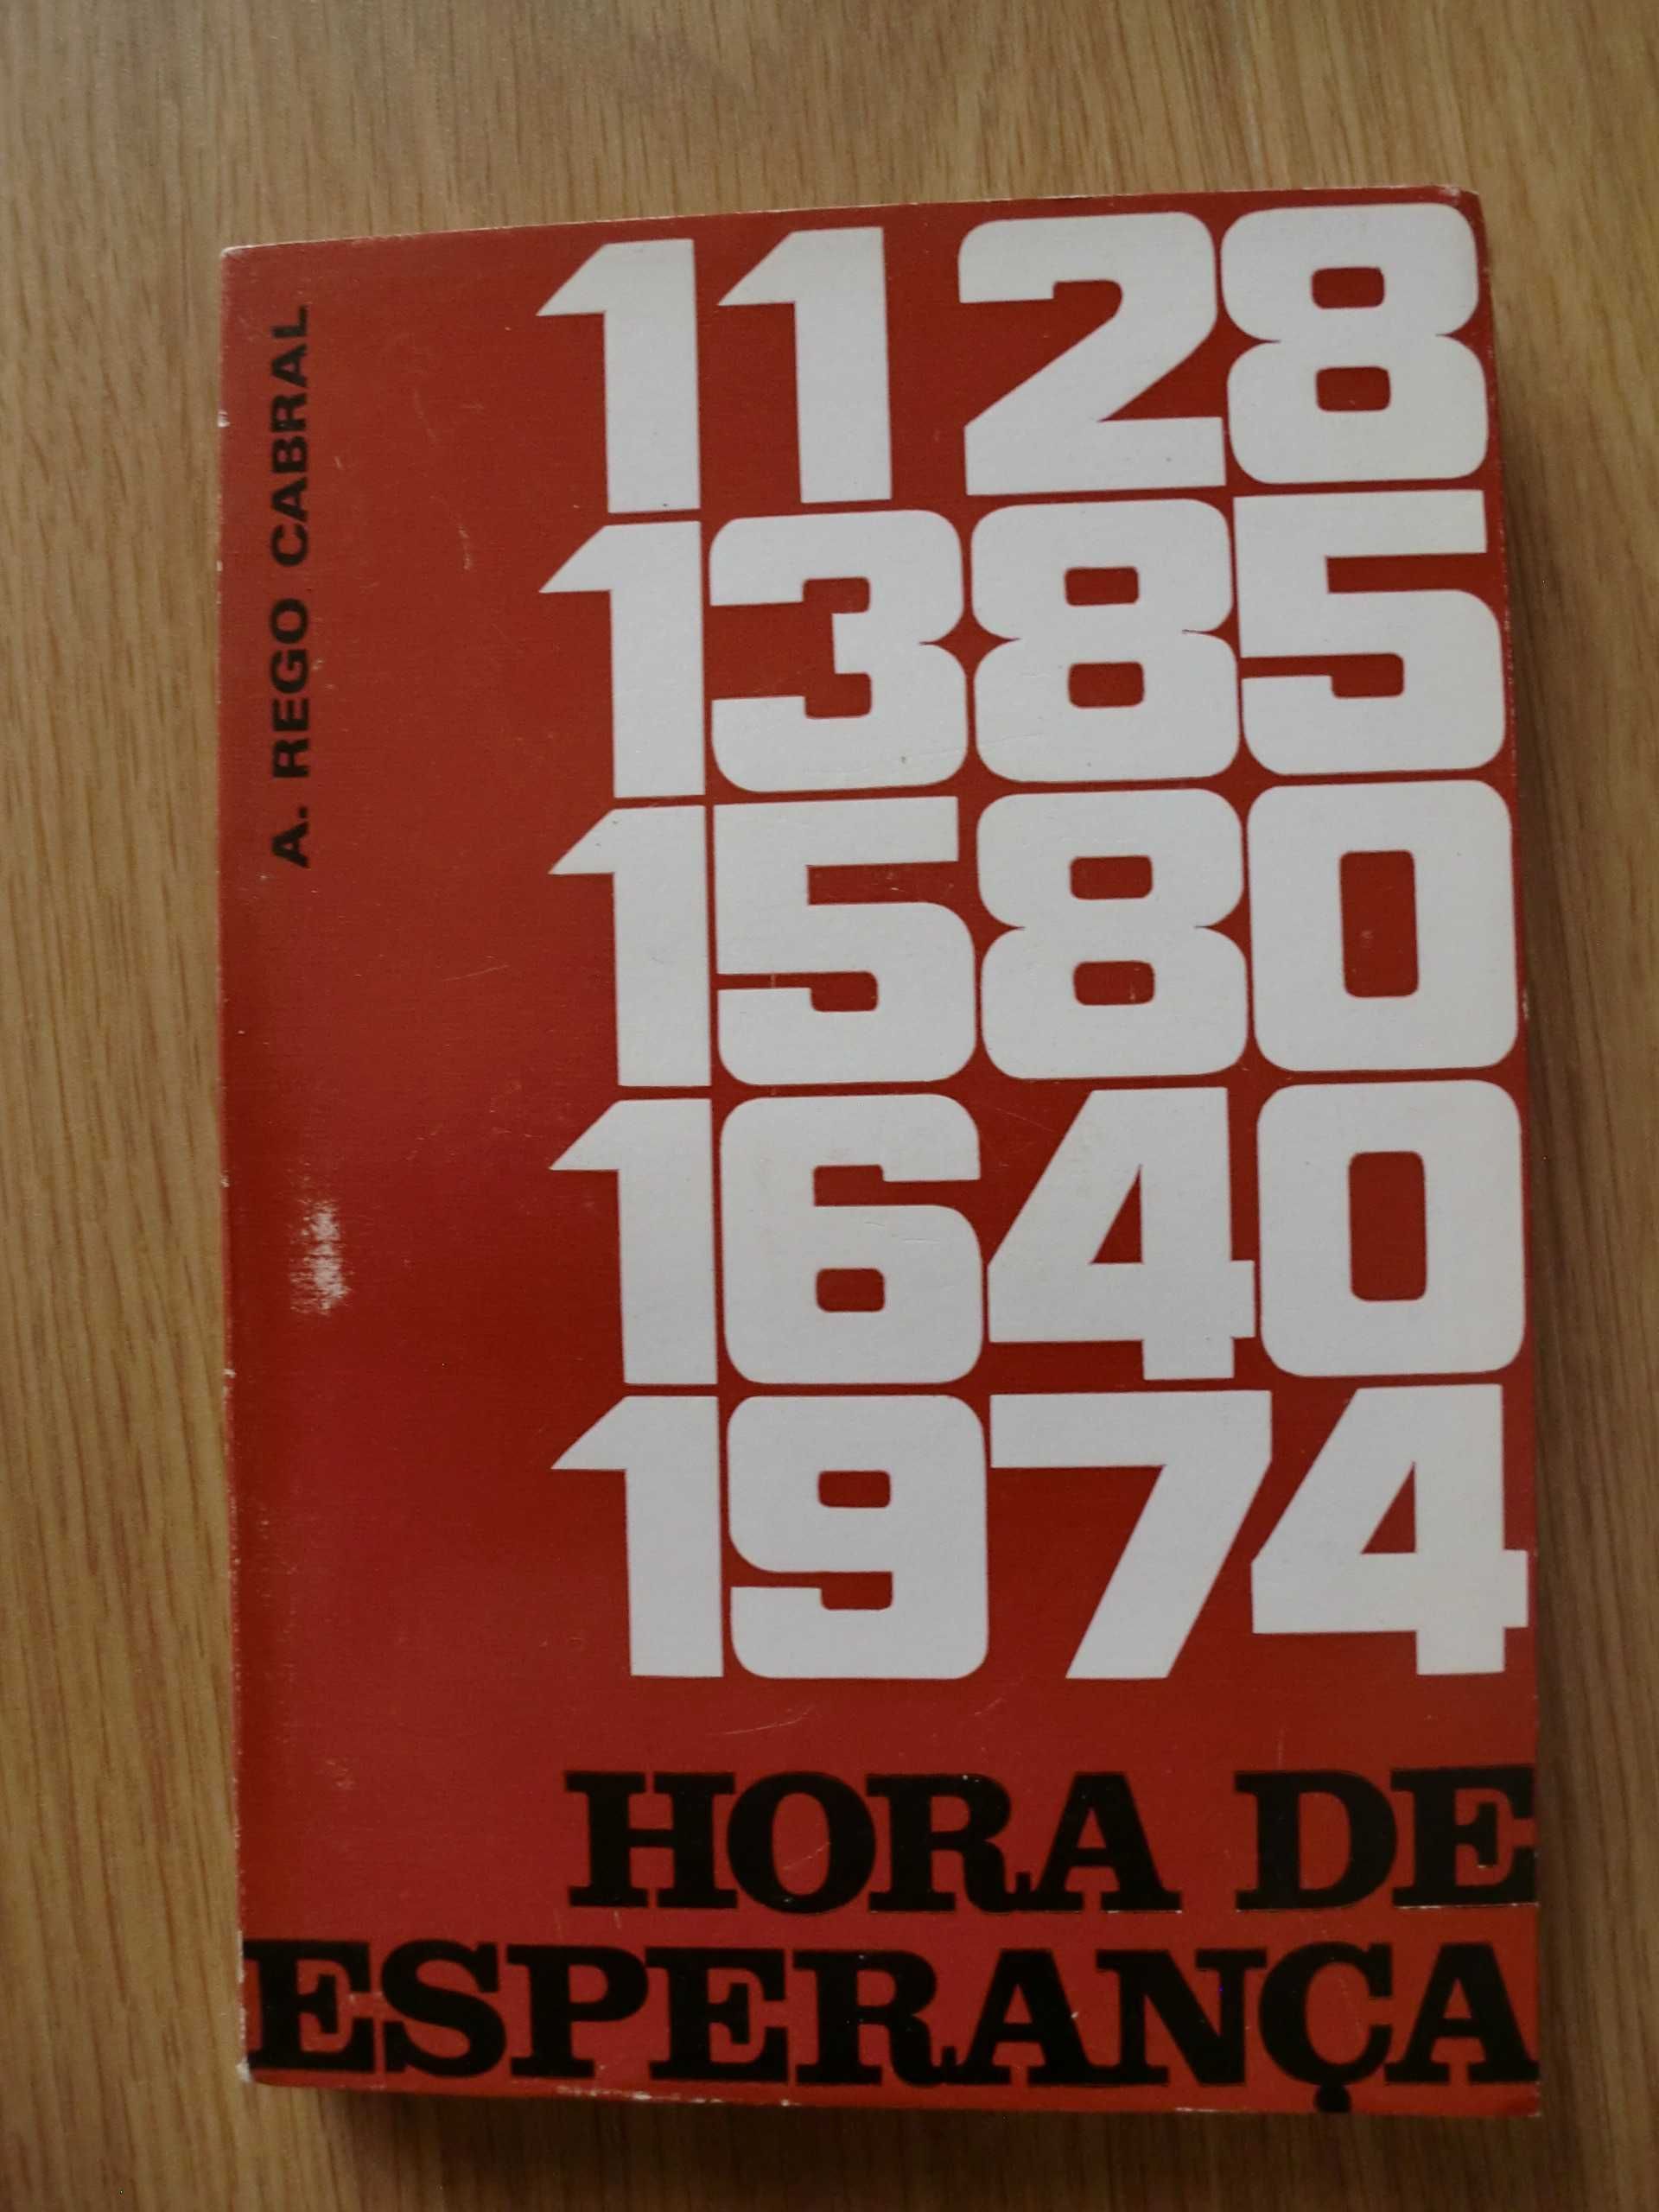 A. REGO CABRAL
1128
1385
1580
1640
1974
HORA DE
ESPERANÇA